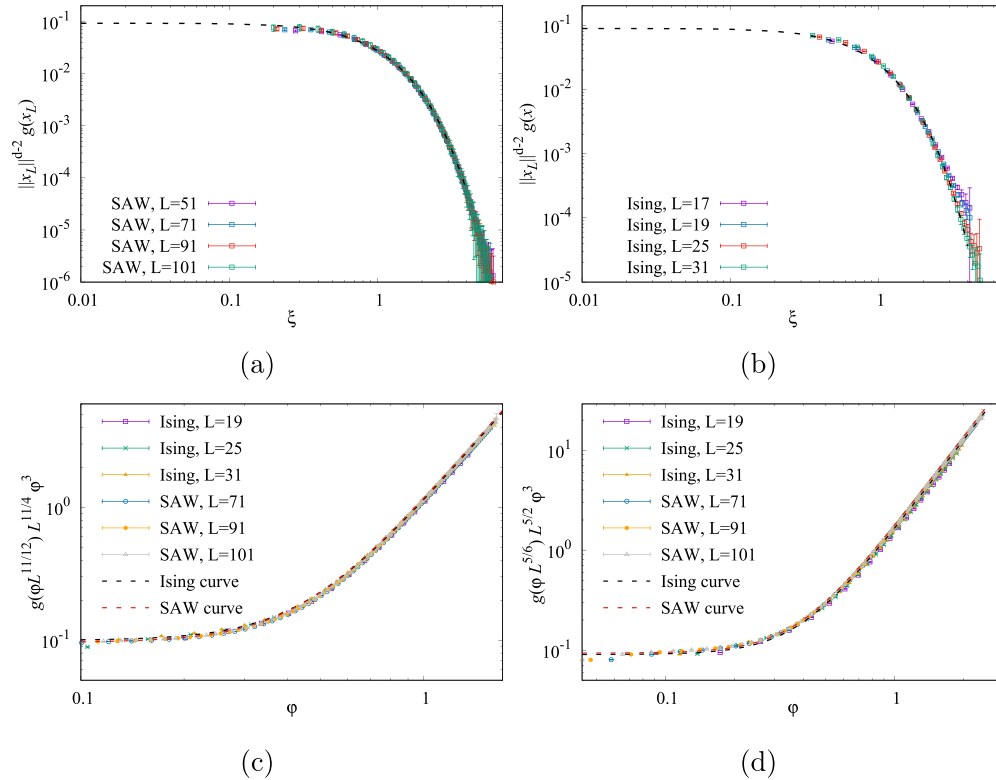 10^-1
10^-2
10^-3
10^-4
10^-5
10^-6
||x_L||^{d-2} g(x_L)
SAW, L=51
SAW, L=71
SAW, L=91
SAW, L=101
0.01 0.1 1
ξ
(a)
10^-1
10^-2
10^-3
10^-4
10^-5
||x_L||^{d-2} g(x)
Ising, L=17
Ising, L=19
Ising, L=25
Ising, L=31
0.01 0.1 1
ξ
(b)
10^0
10^-1
g(φL^{11/12}) L^{11/4} φ^3
Ising, L=19
Ising, L=25
Ising, L=31
SAW, L=71
SAW, L=91
SAW, L=101
Ising curve
SAW curve
0.1 1
φ
(c)
10^1
10^0
10^-1
g(φ L^{5/6}) L^{5/2} φ^3
Ising, L=19
Ising, L=25
Ising, L=31
SAW, L=71
SAW, L=91
SAW, L=101
Ising curve
SAW curve
0.1 1
φ
(d)